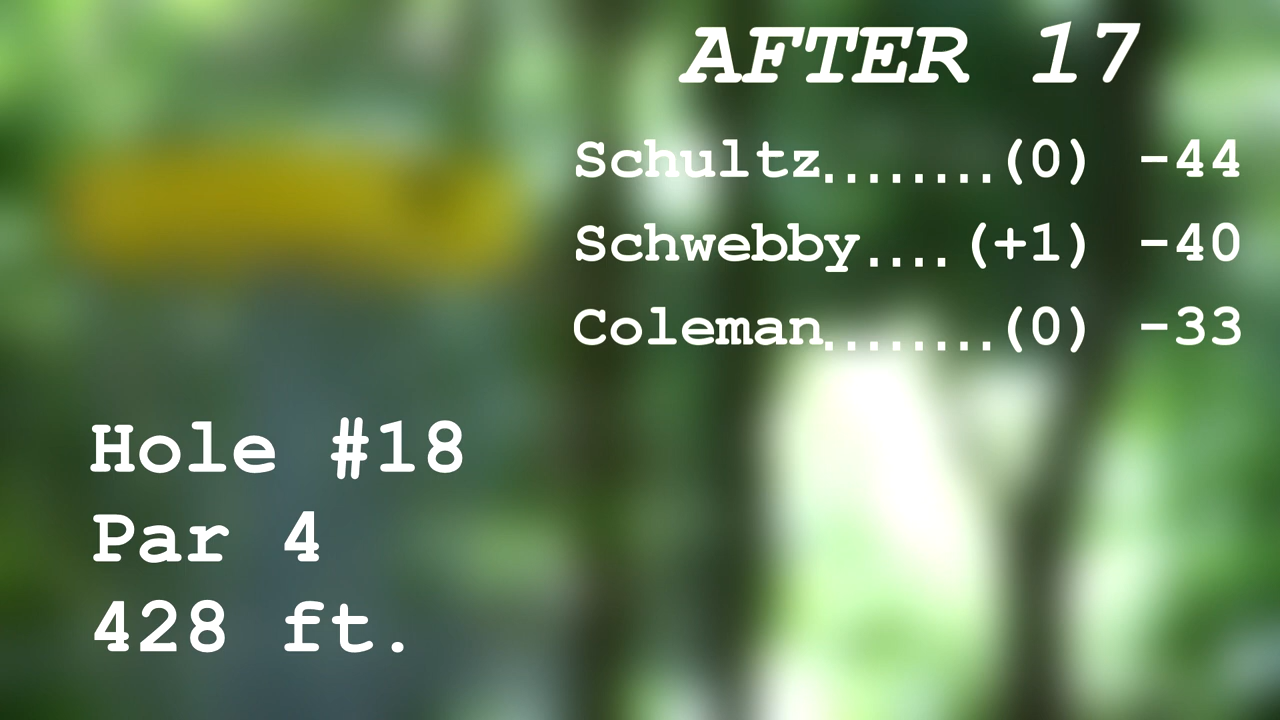 AFTER 17
Schultz........(0) -44
Schwebby....(+1) -40
Coleman........(0) -33
Hole #18
Par 4
428 ft.